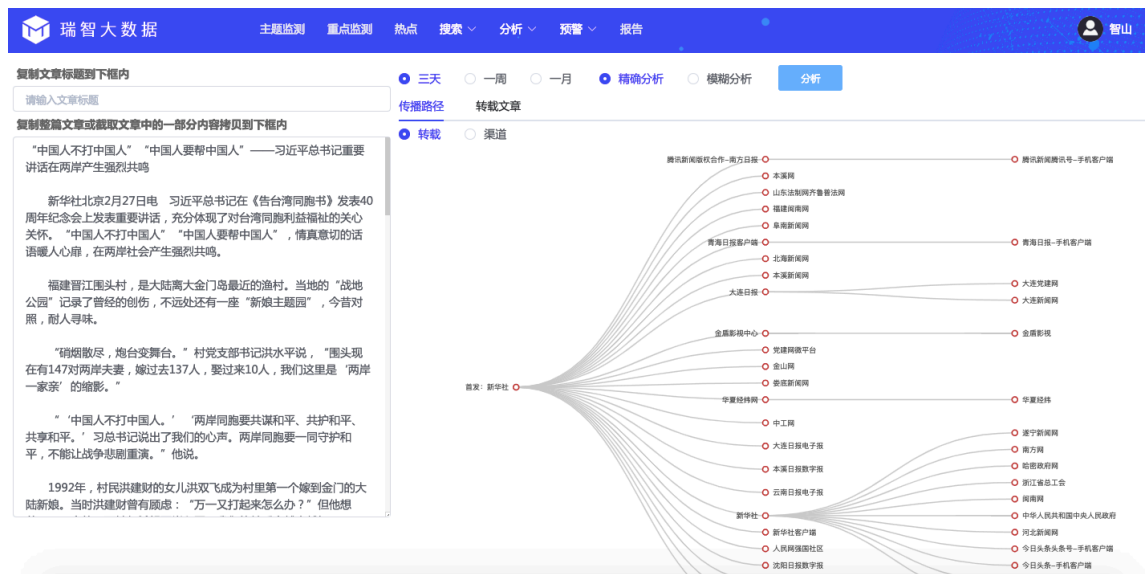 瑞智大数据
主题监测 重点监测 热点 搜索 分析 预警 报告
智山
复制文章标题到下框内
请输入文章标题
复制整篇文章或截取文章中的一部分内容拷贝到下框内
“中国人不打中国人” “中国人要帮中国人”——习近平总书记重要
讲话在两岸产生强烈共鸣
新华社北京2月27日电 习近平总书记在《告台湾同胞书》发表40
周年纪念会上发表重要讲话，充分体现了对台湾同胞利益福祉的关心
关怀。“中国人不打中国人”“中国人要帮中国人”，情真意切的话
语暖人心扉，在两岸社会产生强烈共鸣。
福建晋江围头村，是大陆离大金门岛最近的渔村。当地的“战地
公园”记录了曾经的创伤，不远处还有一座“新娘主题园”，今昔对
照，耐人寻味。
“硝烟散尽，炮台变舞台。”村党支部书记洪水平说，“围头现
在有147对两岸夫妻，嫁过去137人，娶过来10人，我们这里是‘两岸
一家亲’的缩影。”
“‘中国人不打中国人。’‘两岸同胞要共谋和平、共护和平、
共享和平。’习总书记说出了我们的心声。两岸同胞要一同守护和
平，不能让战争悲剧重演。”他说。
1992年，村民洪建财的女儿洪双飞成为村里第一个嫁到金门的大
陆新娘。当时洪建财曾有顾虑：“万一又打起来怎么办？”但他想
三天 一周 一月 精确分析 模糊分析 分析
传播路径 转载文章
转载 渠道
首发：新华社
腾讯新闻版权合作-南方日报
本溪网
山东法制网齐鲁普法网
福建闽南网
阜南新闻网
青海日报客户端
北海新闻网
本溪新闻网
大连日报
金盾影视中心
党建网微平台
金山网
娄底新闻网
华夏经纬网
中工网
大连日报电子报
本溪日报数字报
云南日报电子报
新华社
新华社客户端
人民网强国社区
沈阳日报数字报
腾讯新闻腾讯号-手机客户端
青海日报-手机客户端
大连党建网
大连新闻网
金盾影视
华夏经纬
遂宁新闻网
南方网
哈密政府网
浙江省总工会
闽南网
中华人民共和国中央人民政府
河北新闻网
今日头条头条号-手机客户端
今日头条-手机客户端